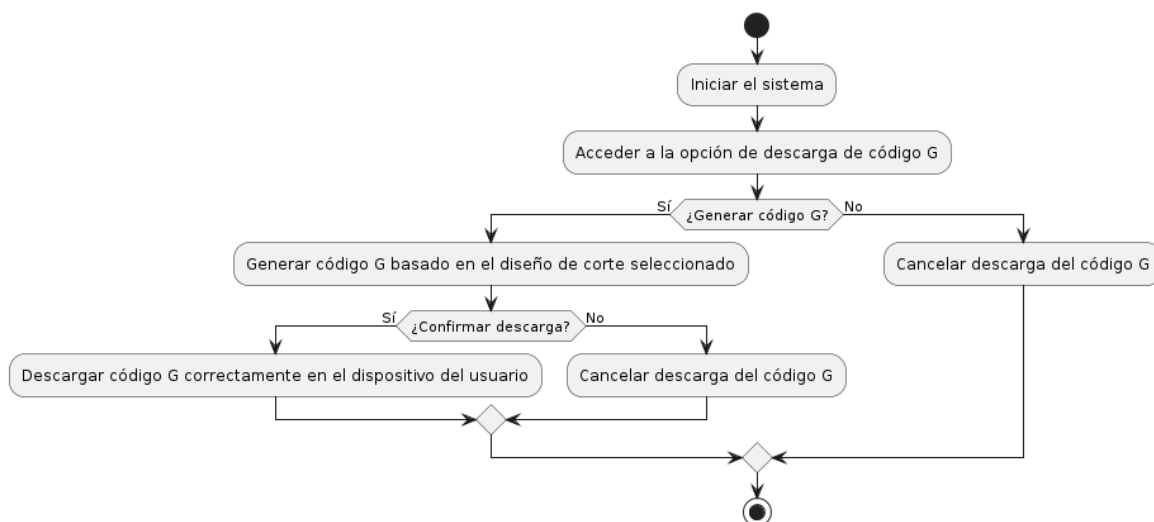 Iniciar el sistema
Acceder a la opción de descarga de código G
Sí
¿Generar código G?
No
Generar código G basado en el diseño de corte seleccionado
Cancelar descarga del código G
Sí
¿Confirmar descarga?
No
Descargar código G correctamente en el dispositivo del usuario
Cancelar descarga del código G